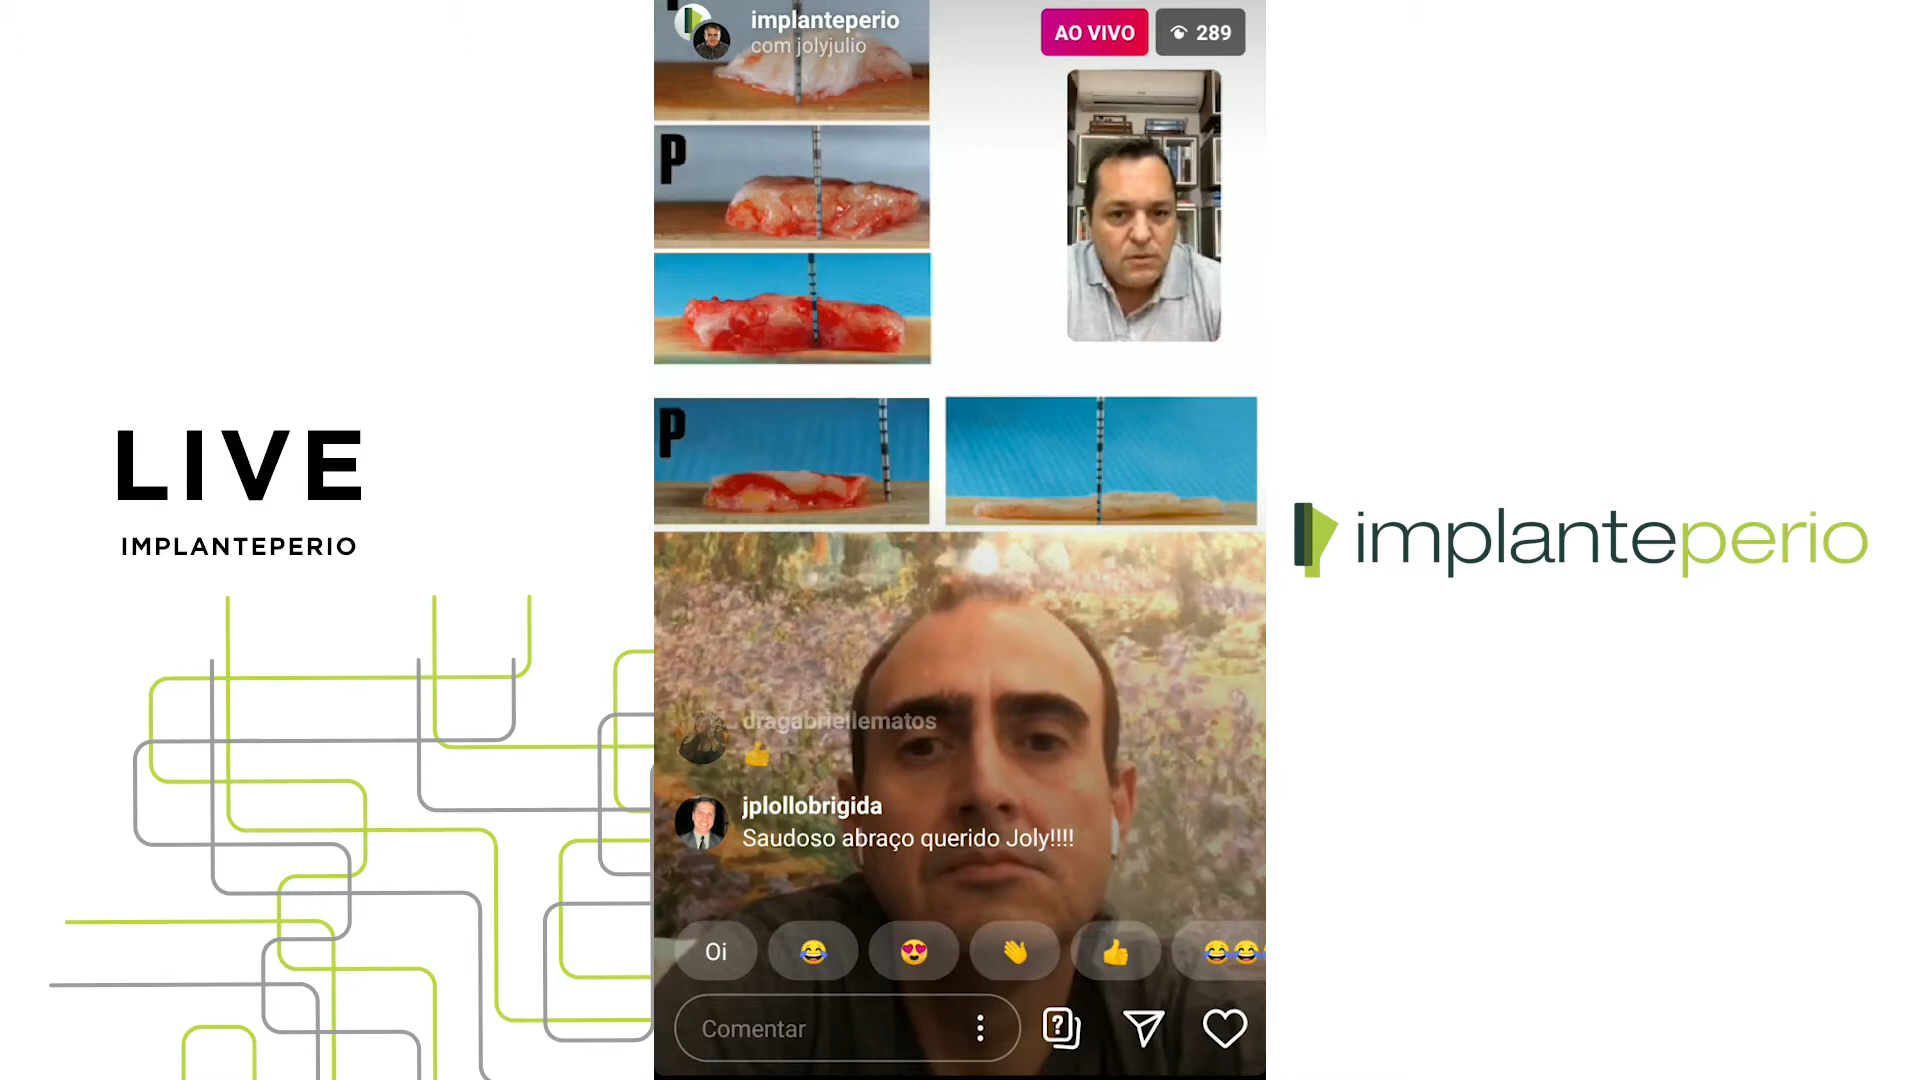 implanteperio
com jolyjulio
AO VIVO
289
P
P
LIVE
IMPLANTEPERIO
implanteperio
dragabriellematos
jplollobrigida
Saudoso abraço querido Joly!!!!
Oi
Comentar